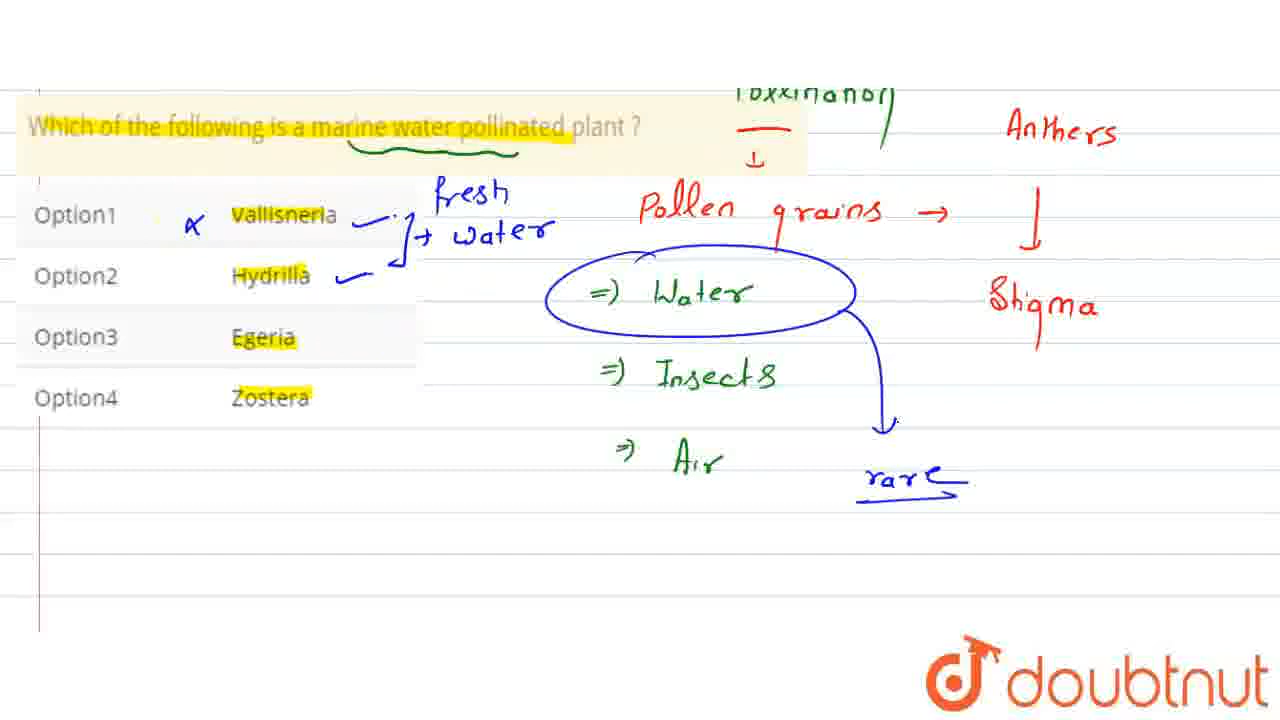 Which of the following is a marine water pollinated plant ?
Option1 Vallisneria
Option2 Hydrilla
Option3 Egeria
Option4 Zostera
fresh
water
Pollen grains →
⇒ Water
⇒ Insects
⇒ Air
rare
Anthers
Stigma
doubtnut